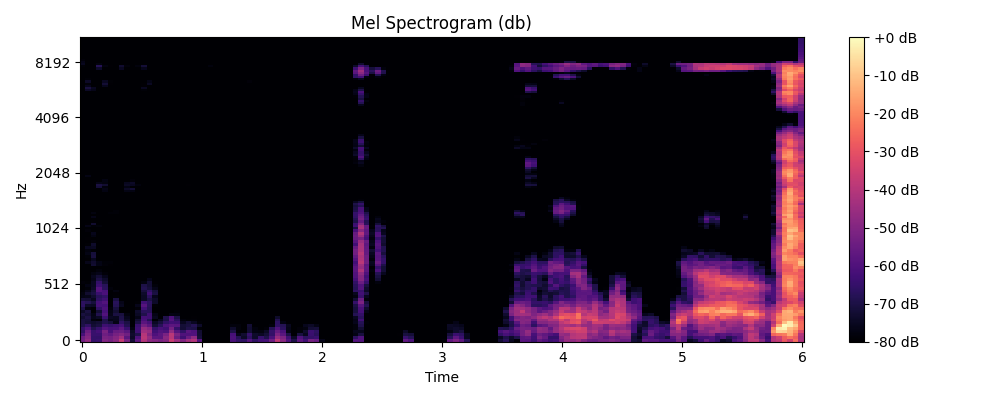 Mel Spectrogram (db)
Hz
8192
4096
2048
1024
512
0
0 1 2 3 4 5 6
Time
+0 dB
-10 dB
-20 dB
-30 dB
-40 dB
-50 dB
-60 dB
-70 dB
-80 dB